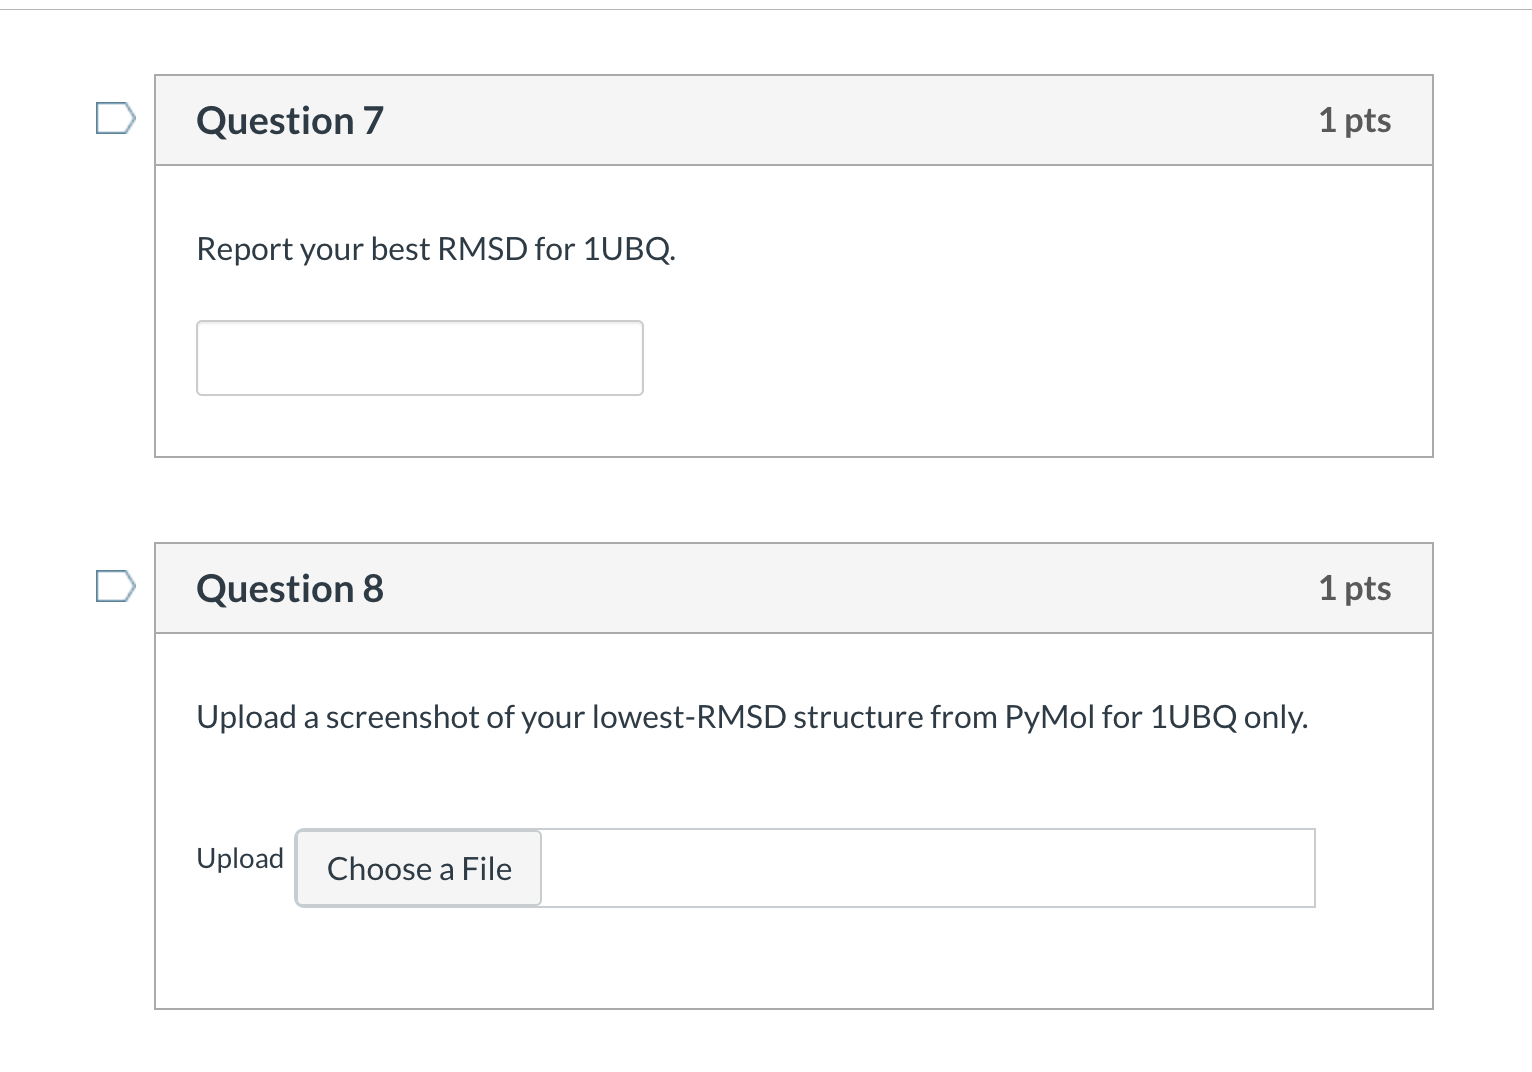 Question 7
1 pts
Report your best RMSD for 1UBQ.
Question 8
1 pts
Upload a screenshot of your lowest-RMSD structure from PyMol for 1UBQ only.
Upload
Choose a File